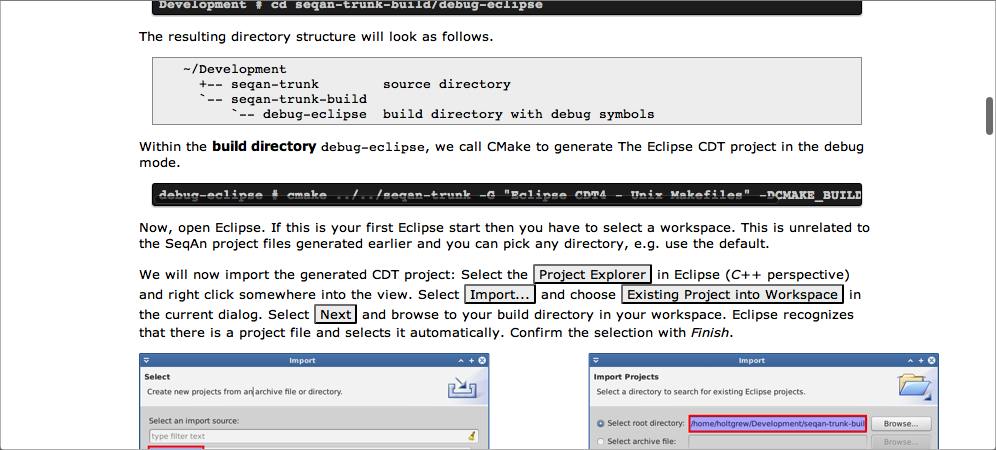 Development # cd seqan-trunk-build/debug-eclipse
The resulting directory structure will look as follows.
~/Development
+-- seqan-trunk        source directory
`-- seqan-trunk-build
`-- debug-eclipse  build directory with debug symbols
Within the build directory debug-eclipse, we call CMake to generate The Eclipse CDT project in the debug
mode.
debug-eclipse # cmake ../../seqan-trunk -G "Eclipse CDT4 - Unix Makefiles" -DCMAKE_BUILD
Now, open Eclipse. If this is your first Eclipse start then you have to select a workspace. This is unrelated to
the SeqAn project files generated earlier and you can pick any directory, e.g. use the default.
We will now import the generated CDT project: Select the Project Explorer in Eclipse (C++ perspective)
and right click somewhere into the view. Select Import... and choose Existing Project into Workspace in
the current dialog. Select Next and browse to your build directory in your workspace. Eclipse recognizes
that there is a project file and selects it automatically. Confirm the selection with Finish.
Import
Select
Create new projects from an archive file or directory.
Select an import source:
type filter text
Import
Import Projects
Select a directory to search for existing Eclipse projects.
Select root directory: /home/holtgrew/Development/seqan-trunk-buil Browse...
Select archive file: Browse...